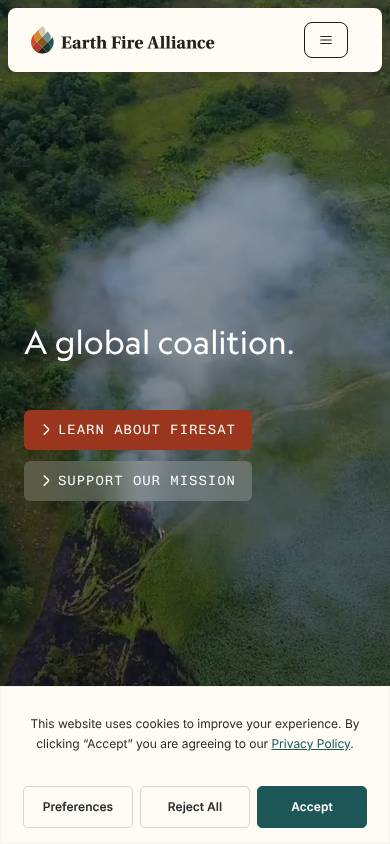 Earth Fire Alliance
A global coalition.
LEARN ABOUT FIRESAT
SUPPORT OUR MISSION
This website uses cookies to improve your experience. By
clicking “Accept” you are agreeing to our Privacy Policy.
Preferences
Reject All
Accept